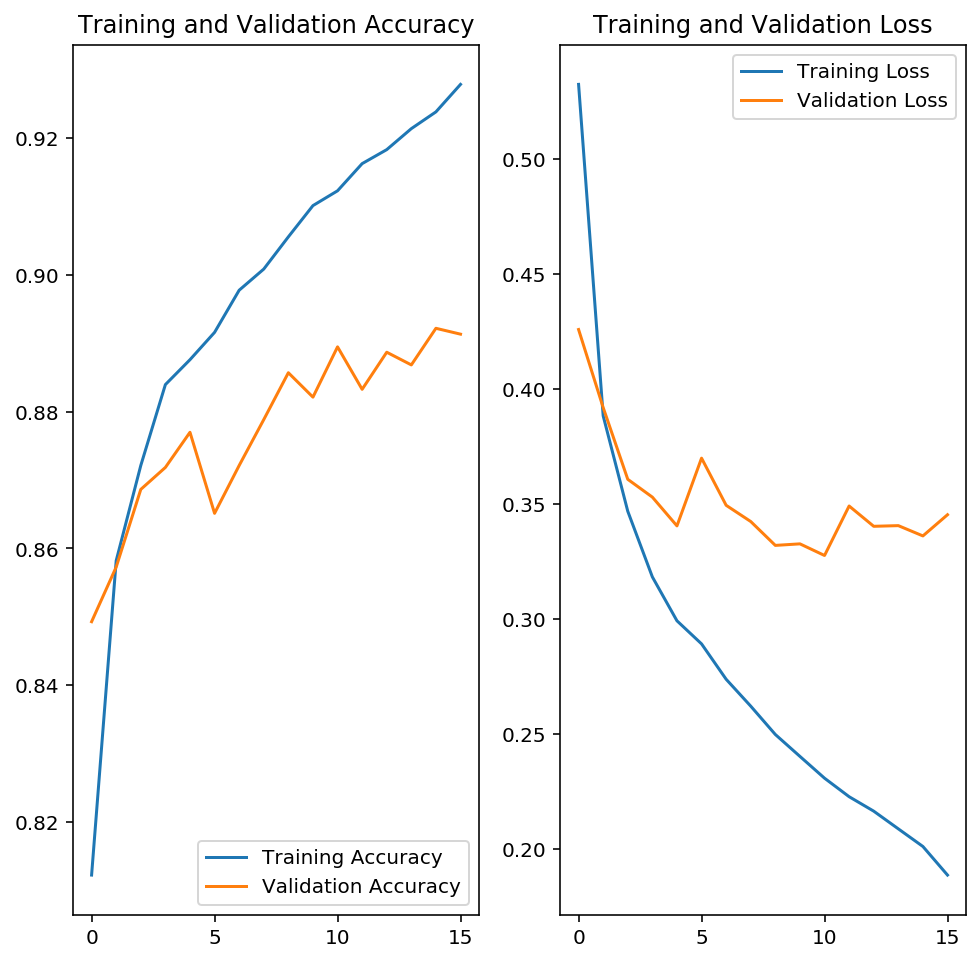 Training and Validation Accuracy
0.92
0.90
0.88
0.86
0.84
0.82
Training Accuracy
Validation Accuracy
0 5 10 15
Training and Validation Loss
Training Loss
Validation Loss
0.50
0.45
0.40
0.35
0.30
0.25
0.20
0 5 10 15